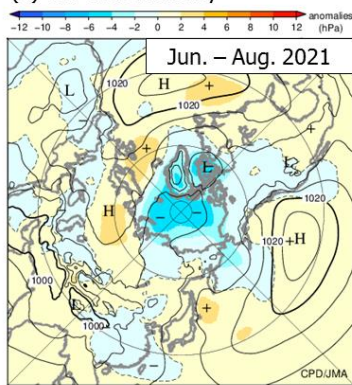 −12 −10 −8 −6 −4 −2 0 2 4 6 8 10 12 anomalies
(hPa)
Jun. – Aug. 2021
L
1020
H
+
1020
+
−
+
L
L
1020
H
1020
+H
1000
L
1000
+
CPD/JMA